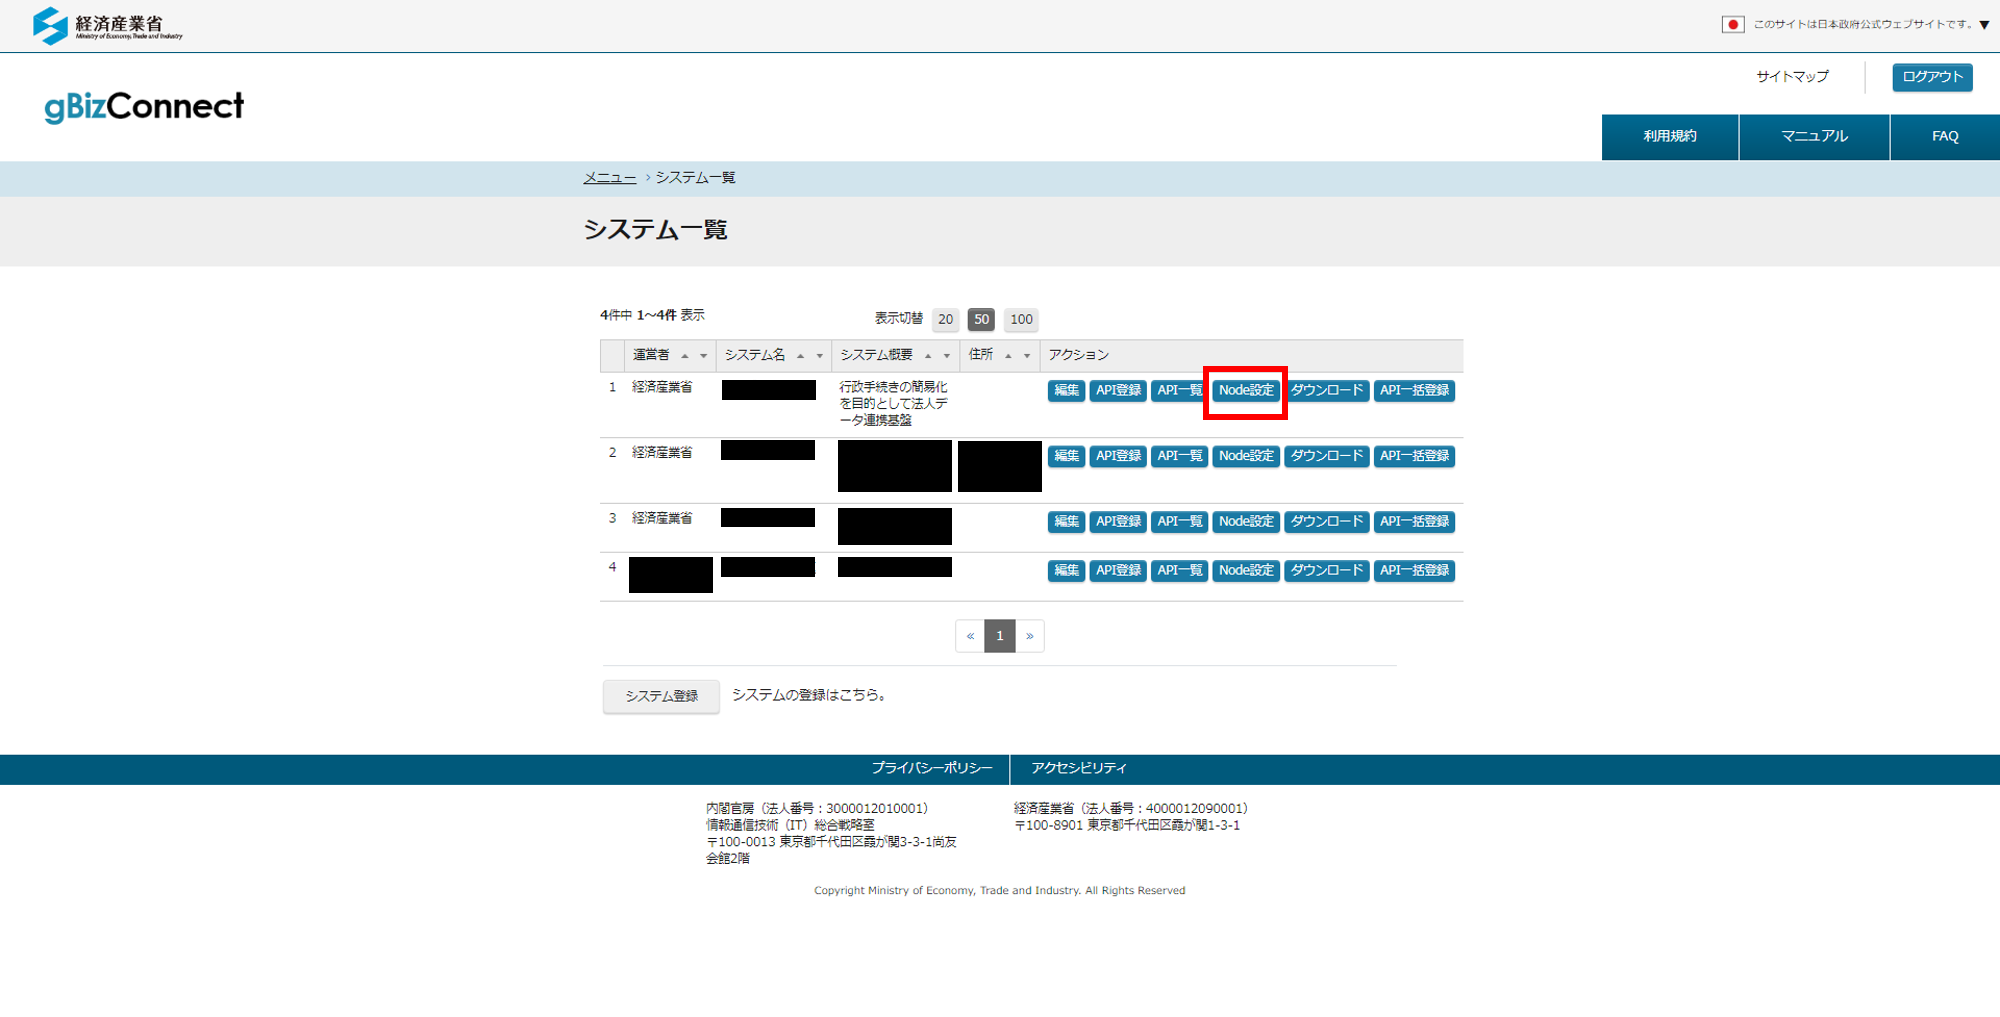 経済産業省
Ministry of Economy, Trade and Industry
このサイトは日本政府公式ウェブサイトです。▼
gBizConnect
サイトマップ
ログアウト
利用規約 マニュアル FAQ
メニュー › システム一覧
システム一覧
4件中 1～4件 表示
表示切替 20 50 100
運営者 ▲ ▼ システム名 ▲ ▼ システム概要 ▲ ▼ 住所 ▲ ▼ アクション
1 経済産業省 行政手続きの簡易化
を目的として法人デ
ータ連携基盤
編集 API登録 API一覧 Node設定 ダウンロード API一括登録
2 経済産業省 編集 API登録 API一覧 Node設定 ダウンロード API一括登録
3 経済産業省 編集 API登録 API一覧 Node設定 ダウンロード API一括登録
4 編集 API登録 API一覧 Node設定 ダウンロード API一括登録
« 1 »
システム登録 システムの登録はこちら。
プライバシーポリシー アクセシビリティ
内閣官房（法人番号：3000012010001）
情報通信技術（IT）総合戦略室
〒100-0013 東京都千代田区霞が関3-3-1尚友
会館2階
経済産業省（法人番号：4000012090001）
〒100-8901 東京都千代田区霞が関1-3-1
Copyright Ministry of Economy, Trade and Industry. All Rights Reserved